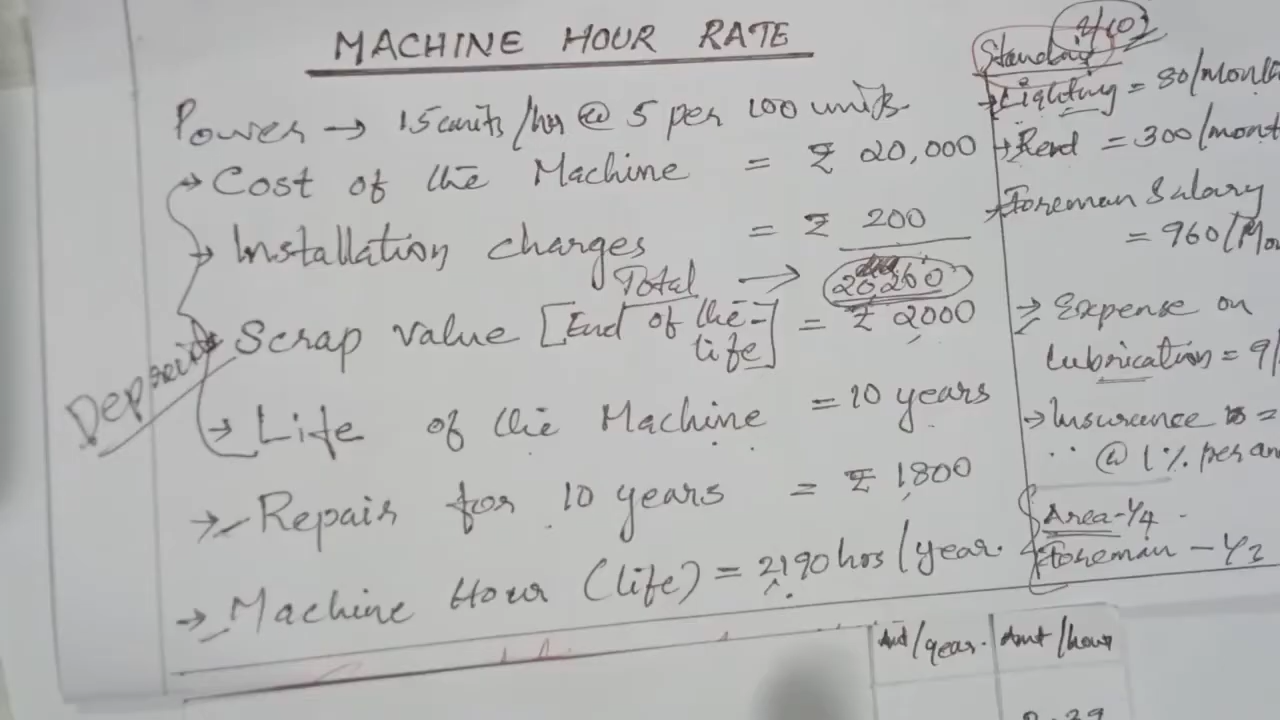 MACHINE HOUR RATE
Power → 15 units/hr @ 5 per 100 units
→ Cost of the Machine = ₹ 20,000
→ Installation charges = ₹ 200
Total → 20200
→ Scrap value [End of the life] = ₹ 2000
Depreci
→ Life of the Machine = 10 years
→ Repair for 10 years = ₹ 1800
→ Machine Hour (life) = 2190 hrs/year.
Standing
→ Lighting = 80/month
→ Rent = 300/mont
→ Foreman Salary
= 960/Mo
→ Expense on
lubrication = 9/
→ Insurance =
@ 1% per an
Area - 1/4
Foreman - 1/2
Amt/year. Amt/hour